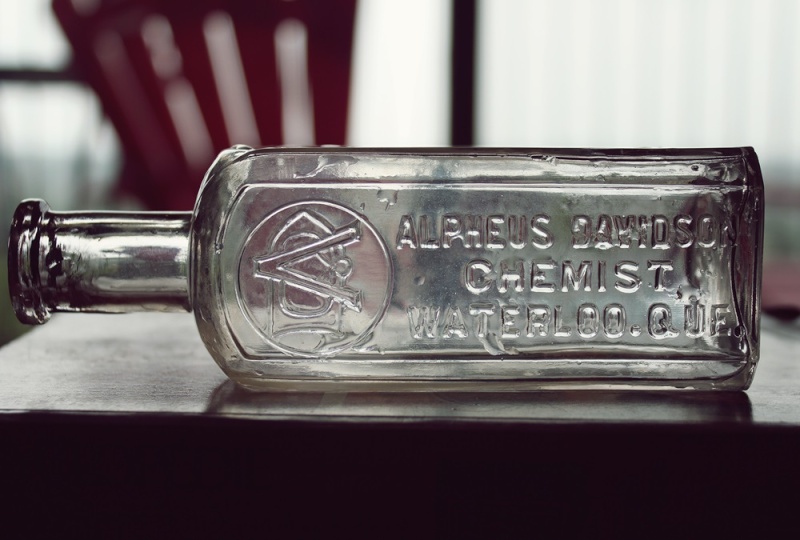 ALPHEUS DAVIDSON
CHEMIST,
WATERLOO. QUE.